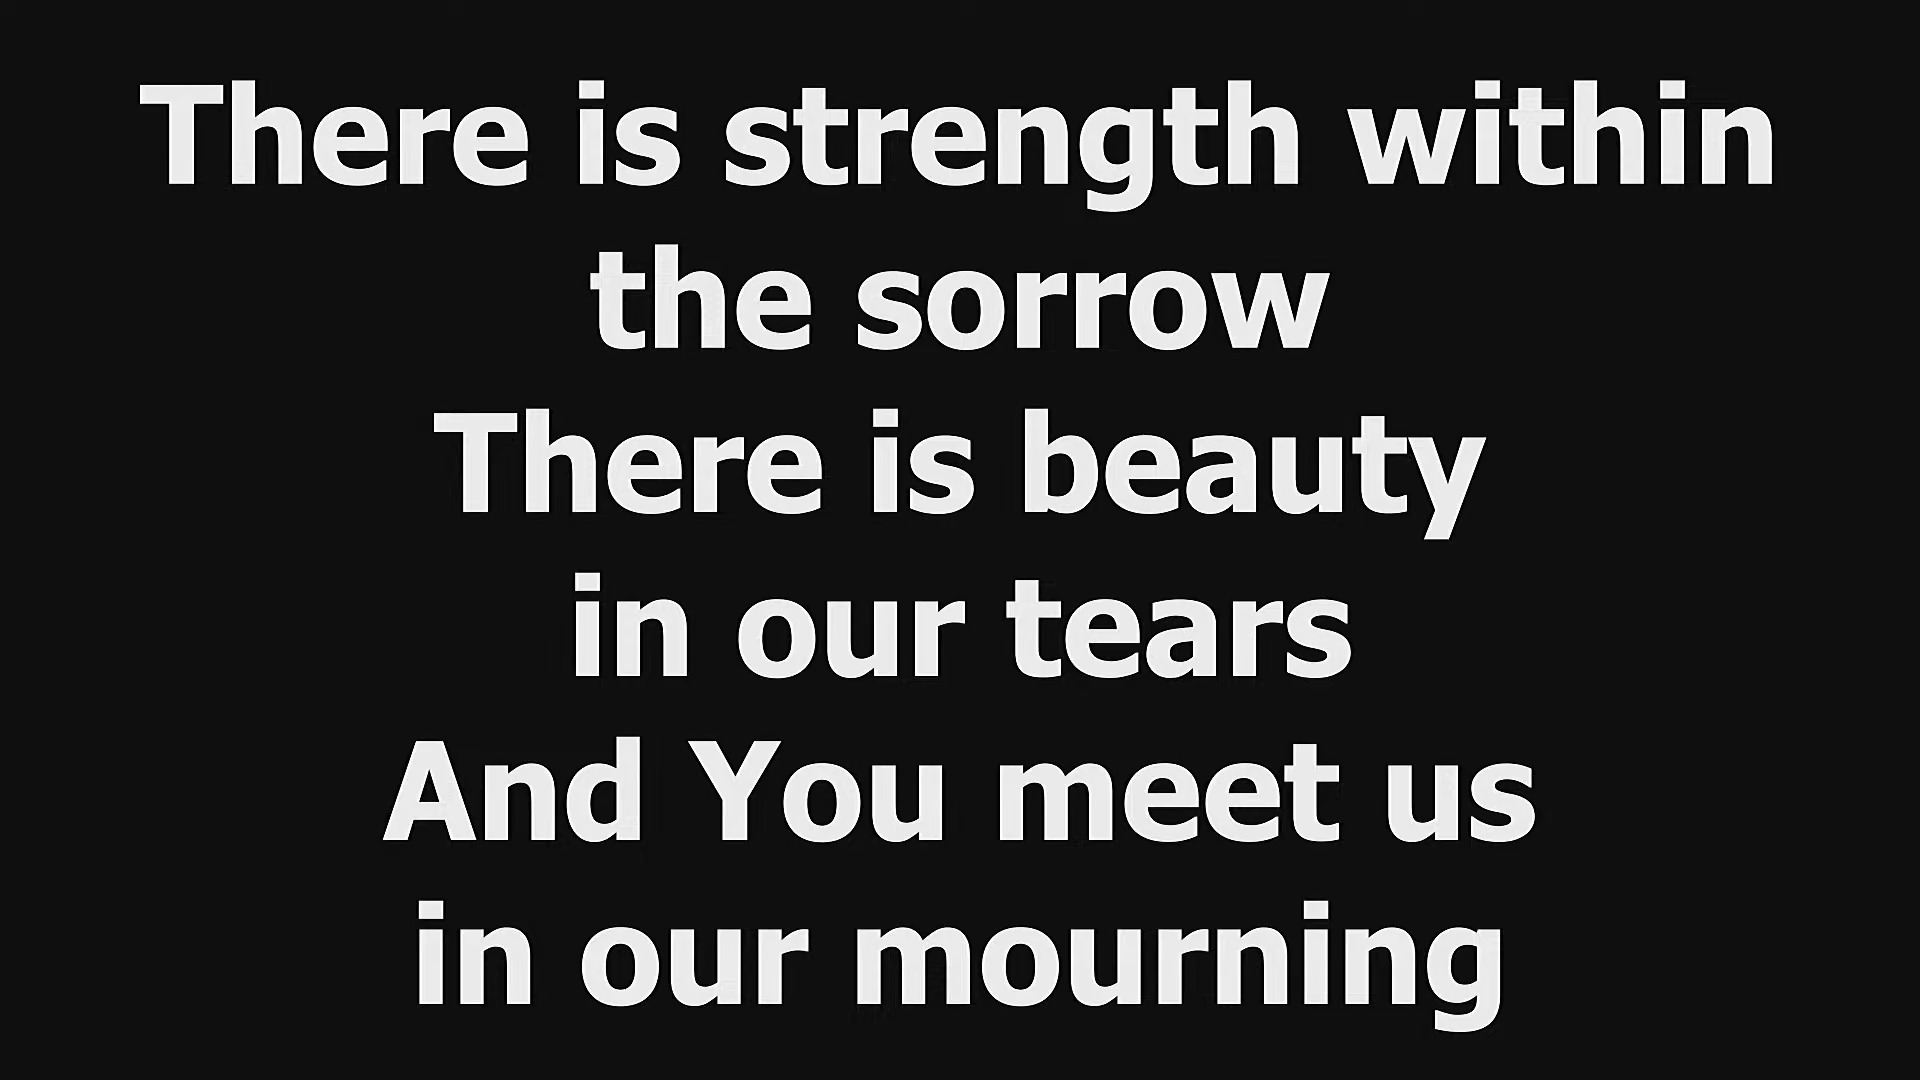 There is strength within
the sorrow
There is beauty
in our tears
And You meet us
in our mourning